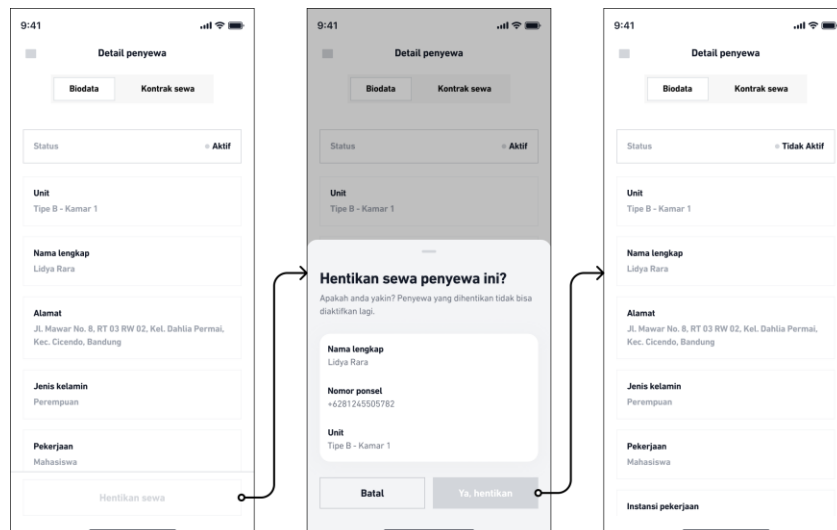 9:41
Detail penyewa
Biodata
Kontrak sewa
Status
Aktif
Unit
Tipe B - Kamar 1
Nama lengkap
Lidya Rara
Alamat
Jl. Mawar No. 8, RT 03 RW 02, Kel. Dahlia Permai,
Kec. Cicendo, Bandung
Jenis kelamin
Perempuan
Pekerjaan
Mahasiswa
Hentikan sewa
9:41
Detail penyewa
Biodata
Kontrak sewa
Status
Aktif
Unit
Tipe B - Kamar 1
Hentikan sewa penyewa ini?
Apakah anda yakin? Penyewa yang dihentikan tidak bisa
diaktifkan lagi.
Nama lengkap
Lidya Rara
Nomor ponsel
+6281245505782
Unit
Tipe B - Kamar 1
Batal
Ya, hentikan
9:41
Detail penyewa
Biodata
Kontrak sewa
Status
Tidak Aktif
Unit
Tipe B - Kamar 1
Nama lengkap
Lidya Rara
Alamat
Jl. Mawar No. 8, RT 03 RW 02, Kel. Dahlia Permai,
Kec. Cicendo, Bandung
Jenis kelamin
Perempuan
Pekerjaan
Mahasiswa
Instansi pekerjaan